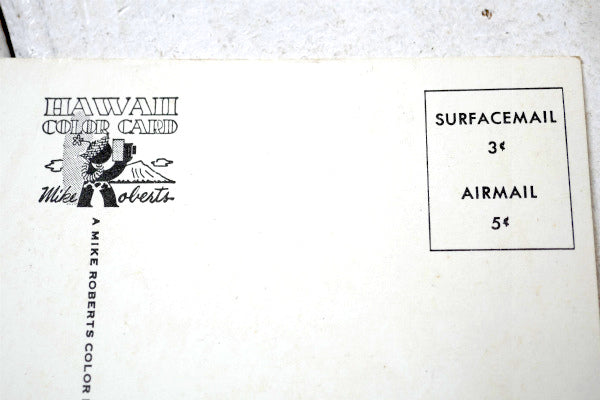 HAWAII
COLOR CARD
Mike Roberts
A MIKE ROBERTS COLOR
SURFACEMAIL
3¢
AIRMAIL
5¢